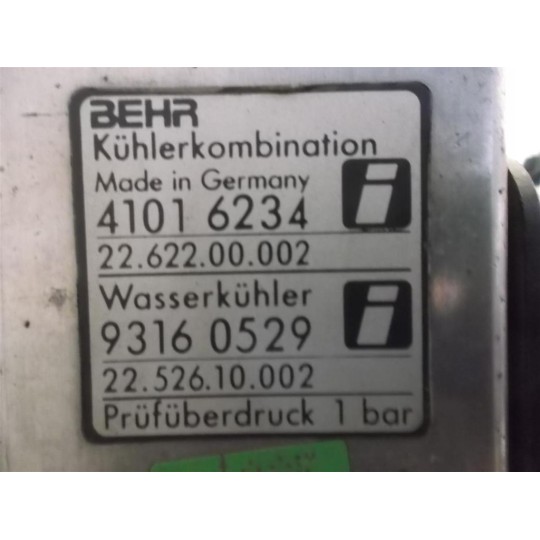 BEHR
Kühlerkombination
Made in Germany
4101 6234
22.622.00.002
Wasserkühler
9316 0529
22.526.10.002
Prüfüberdruck 1 bar